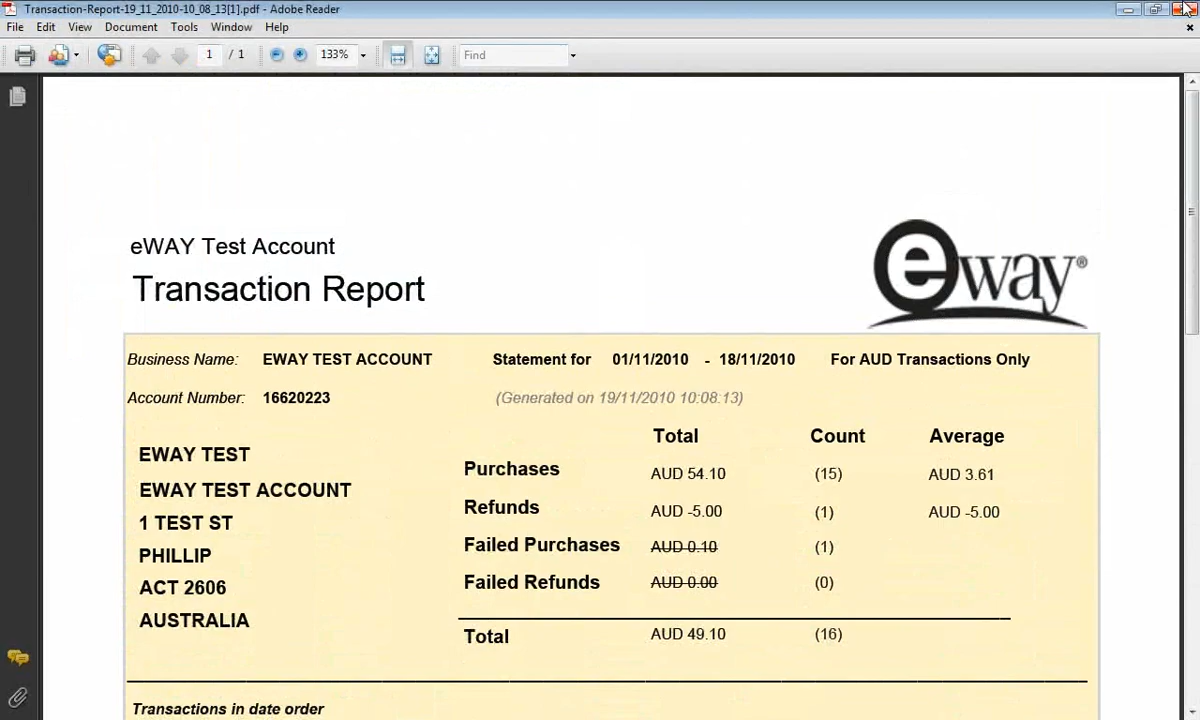 Transaction-Report-19_11_2010-10_08_13[1].pdf - Adobe Reader
File Edit View Document Tools Window Help
1 / 1 133% Find
eWAY Test Account
Transaction Report
eway®
Business Name: EWAY TEST ACCOUNT Statement for 01/11/2010 - 18/11/2010 For AUD Transactions Only
Account Number: 16620223 (Generated on 19/11/2010 10:08:13)
Total Count Average
EWAY TEST
EWAY TEST ACCOUNT
1 TEST ST
PHILLIP
ACT 2606
AUSTRALIA
Purchases AUD 54.10 (15) AUD 3.61
Refunds AUD -5.00 (1) AUD -5.00
Failed Purchases AUD 0.10 (1)
Failed Refunds AUD 0.00 (0)
Total AUD 49.10 (16)
Transactions in date order